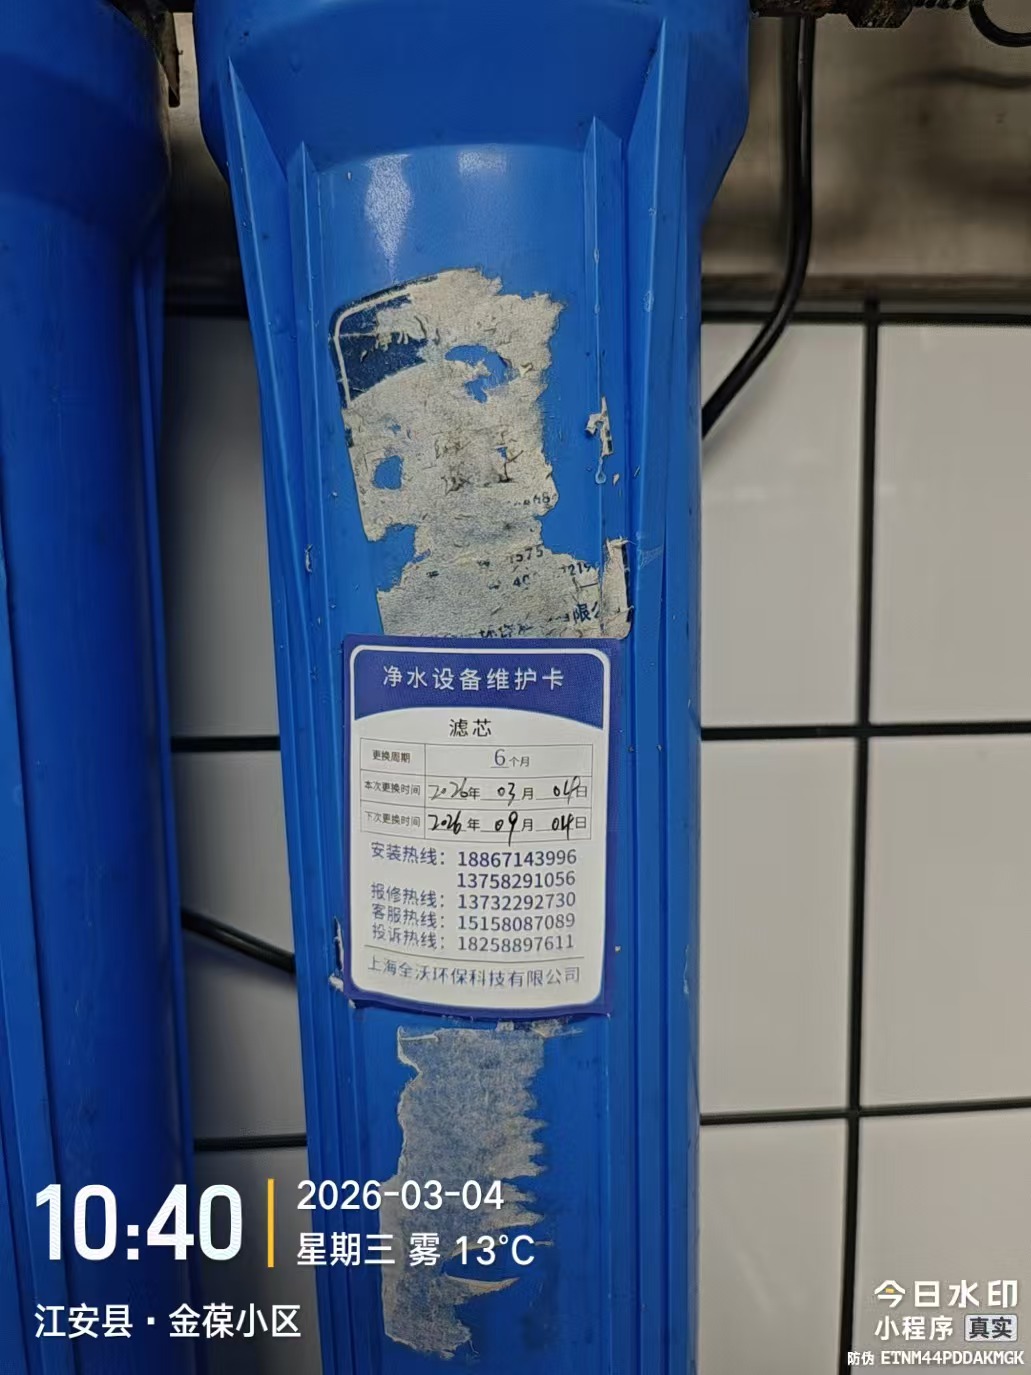 净水
1575
限公
净水设备维护卡
滤芯
更换周期 6个月
本次更换时间 2026年 03月 04日
下次更换时间 2026年 09月 04日
安装热线：18867143996
13758291056
报修热线：13732292730
客服热线：15158087089
投诉热线：18258897611
上海全沃环保科技有限公司
10:40
2026-03-04
星期三 雾 13°C
江安县·金葆小区
今日水印
小程序 真实
防伪 ETNM44PDDAKMGK